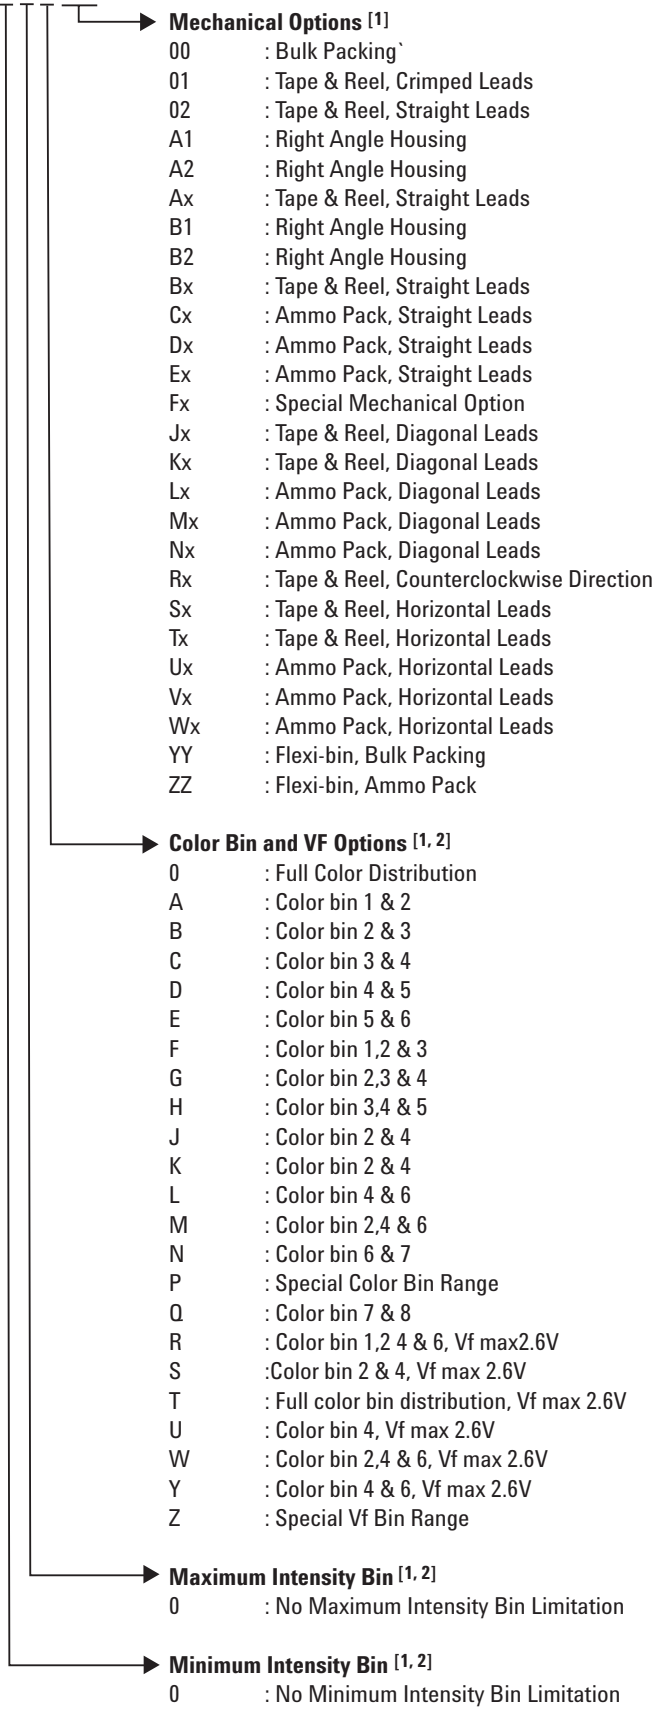 Mechanical Options [1]
00 : Bulk Packing`
01 : Tape & Reel, Crimped Leads
02 : Tape & Reel, Straight Leads
A1 : Right Angle Housing
A2 : Right Angle Housing
Ax : Tape & Reel, Straight Leads
B1 : Right Angle Housing
B2 : Right Angle Housing
Bx : Tape & Reel, Straight Leads
Cx : Ammo Pack, Straight Leads
Dx : Ammo Pack, Straight Leads
Ex : Ammo Pack, Straight Leads
Fx : Special Mechanical Option
Jx : Tape & Reel, Diagonal Leads
Kx : Tape & Reel, Diagonal Leads
Lx : Ammo Pack, Diagonal Leads
Mx : Ammo Pack, Diagonal Leads
Nx : Ammo Pack, Diagonal Leads
Rx : Tape & Reel, Counterclockwise Direction
Sx : Tape & Reel, Horizontal Leads
Tx : Tape & Reel, Horizontal Leads
Ux : Ammo Pack, Horizontal Leads
Vx : Ammo Pack, Horizontal Leads
Wx : Ammo Pack, Horizontal Leads
YY : Flexi-bin, Bulk Packing
ZZ : Flexi-bin, Ammo Pack
Color Bin and VF Options [1, 2]
0 : Full Color Distribution
A : Color bin 1 & 2
B : Color bin 2 & 3
C : Color bin 3 & 4
D : Color bin 4 & 5
E : Color bin 5 & 6
F : Color bin 1,2 & 3
G : Color bin 2,3 & 4
H : Color bin 3,4 & 5
J : Color bin 2 & 4
K : Color bin 2 & 4
L : Color bin 4 & 6
M : Color bin 2,4 & 6
N : Color bin 6 & 7
P : Special Color Bin Range
Q : Color bin 7 & 8
R : Color bin 1,2 4 & 6, Vf max2.6V
S :Color bin 2 & 4, Vf max 2.6V
T : Full color bin distribution, Vf max 2.6V
U : Color bin 4, Vf max 2.6V
W : Color bin 2,4 & 6, Vf max 2.6V
Y : Color bin 4 & 6, Vf max 2.6V
Z : Special Vf Bin Range
Maximum Intensity Bin [1, 2]
0 : No Maximum Intensity Bin Limitation
Minimum Intensity Bin [1, 2]
0 : No Minimum Intensity Bin Limitation